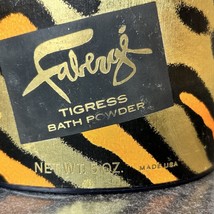 Fabergé
TIGRESS
BATH POWDER
NET WT. 5 OZ.
MADE USA